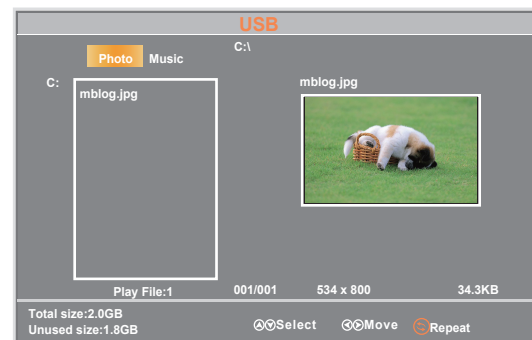 USB
Photo Music
C:\
C:
mblog.jpg
mblog.jpg
Play File:1
001/001 534 x 800 34.3KB
Total size:2.0GB
Unused size:1.8GB
Select Move Repeat